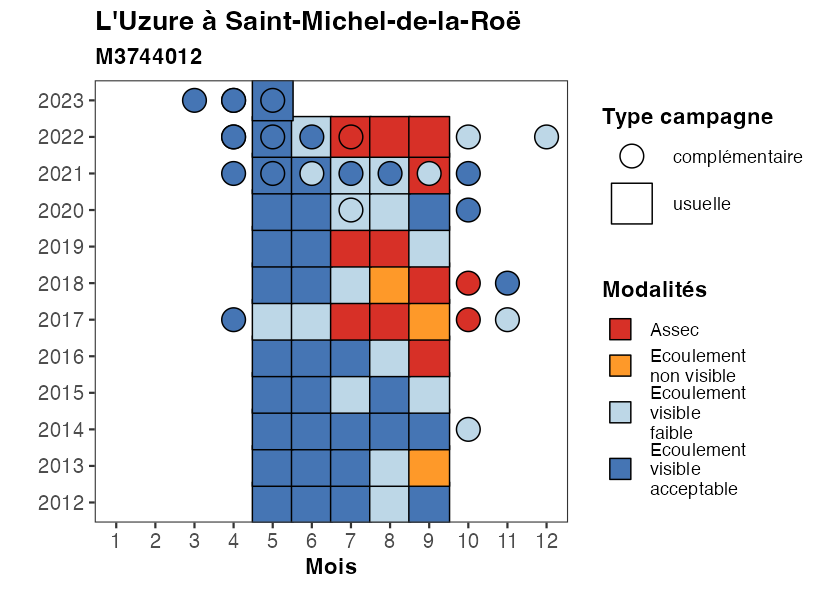 L'Uzure à Saint-Michel-de-la-Roë
M3744012
2023
2022
2021
2020
2019
2018
2017
2016
2015
2014
2013
2012
1 2 3 4 5 6 7 8 9 10 11 12
Mois
Type campagne
complémentaire
usuelle
Modalités
Assec
Ecoulement
non visible
Ecoulement
visible
faible
Ecoulement
visible
acceptable